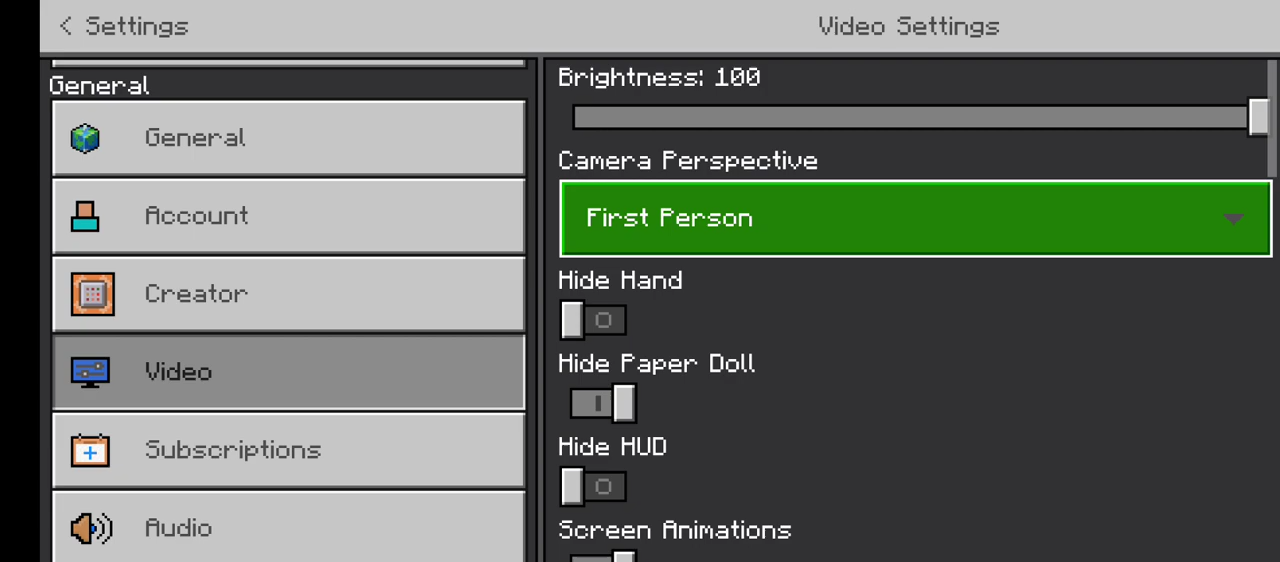 Settings
Video Settings
General
General
Account
Creator
Video
Subscriptions
Audio
Brightness: 100
Camera Perspective
First Person
Hide Hand
Hide Paper Doll
Hide HUD
Screen Animations